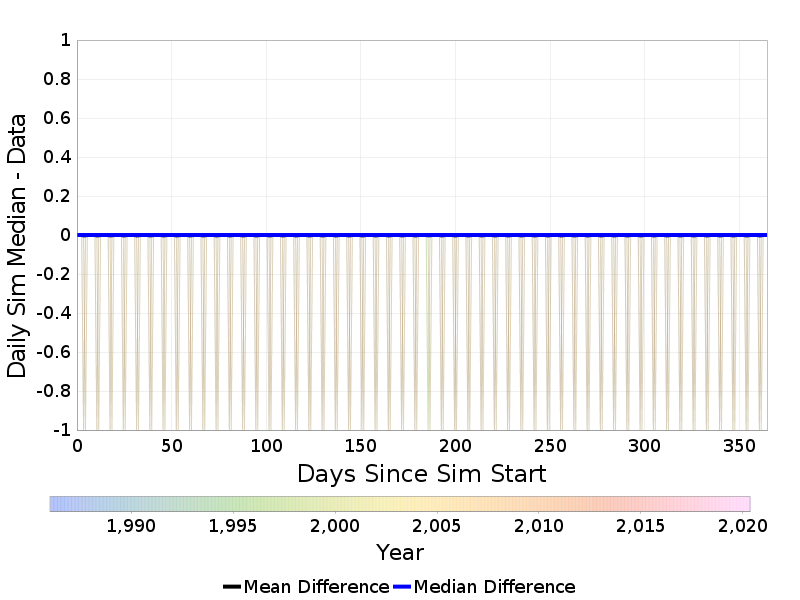 Daily Sim Median - Data
1
0.8
0.6
0.4
0.2
0
-0.2
-0.4
-0.6
-0.8
-1
0 50 100 150 200 250 300 350
Days Since Sim Start
1,990 1,995 2,000 2,005 2,010 2,015 2,020
Year
Mean Difference Median Difference